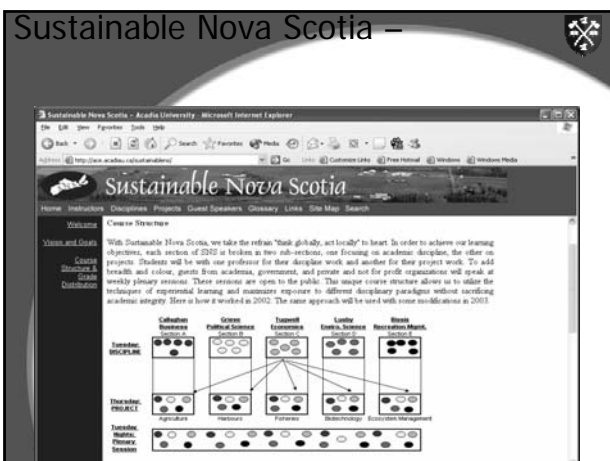 Sustainable Nova Scotia –
Sustainable Nova Scotia - Acadia University - Microsoft Internet Explorer
File Edit View Favorites Tools Help
Back Search Favorites Media
Address http://ace.acadiau.ca/sustainablens/ Go Links Customize Links Free Hotmail Windows Windows Media
Sustainable Nova Scotia
Home Instructors Disciplines Projects Guest Speakers Glossary Links Site Map Search
Welcome
Vision and Goals
Course Structure & Grade Distribution
Course Structure
With Sustainable Nova Scotia, we take the refrain "think globally, act locally" to heart. In order to achieve our learning
objectives, each section of SNS is broken in two sub-sections, one focusing on academic discipline, the other on
projects. Students will be with one professor for their discipline work and another for their project work. To add
breadth and colour, guests from academia, government, and private and not for profit organizations will speak at
weekly plenary sessions. These sessions are open to the public. This unique course structure allows us to utilize the
techniques of experiential learning and maximizes exposure to different disciplinary paradigms without sacrificing
academic integrity. Here is how it worked in 2002. The same approach will be used with some modifications in 2003.
Callaghan Grieve Tugwell Looby
Business Political Science Economics Enviro. Science Recreation Mgmt.
Section A Section B Section C Section D Section E
Tuesday:
DISCIPLINE
Thursday:
PROJECT
Agriculture Harbours Fisheries Biotechnology Ecosystem Management
Tuesday
Nights:
Plenary
Session